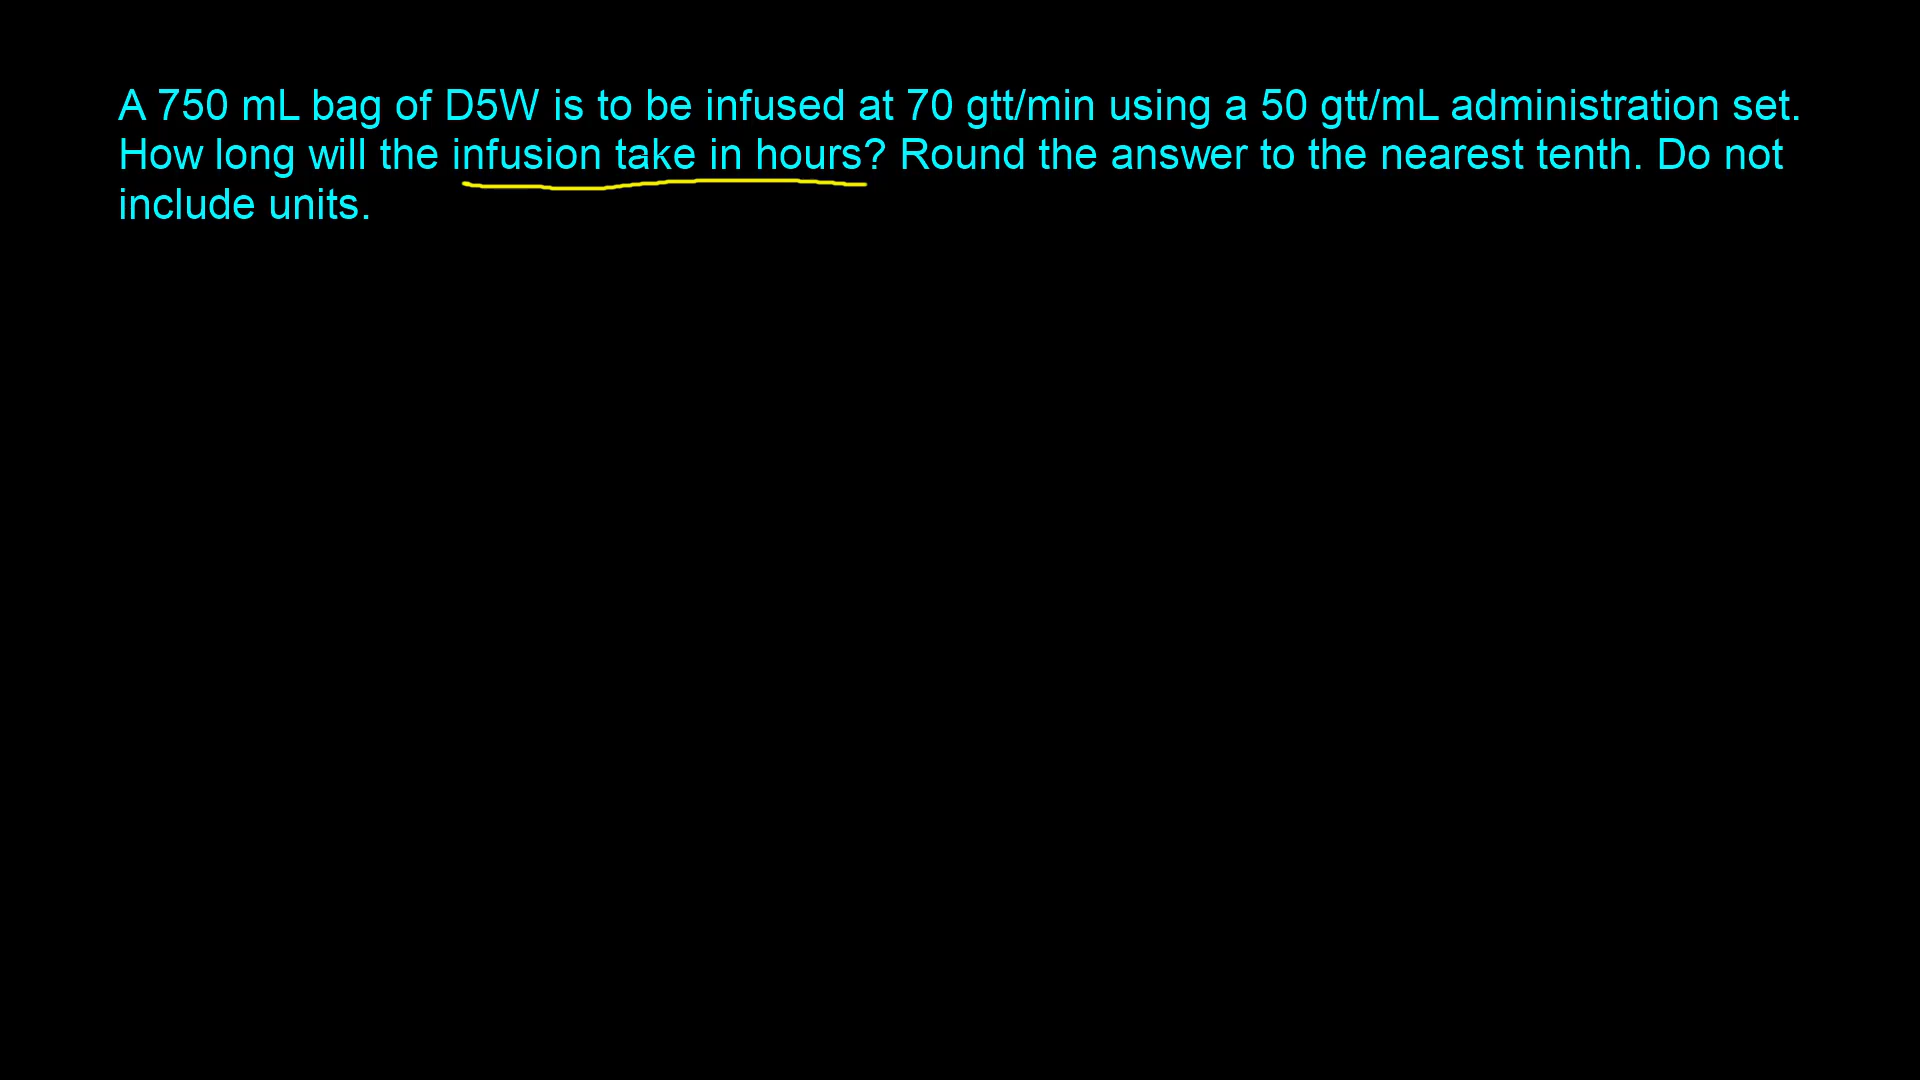 A 750 mL bag of D5W is to be infused at 70 gtt/min using a 50 gtt/mL administration set.
How long will the infusion take in hours? Round the answer to the nearest tenth. Do not
include units.